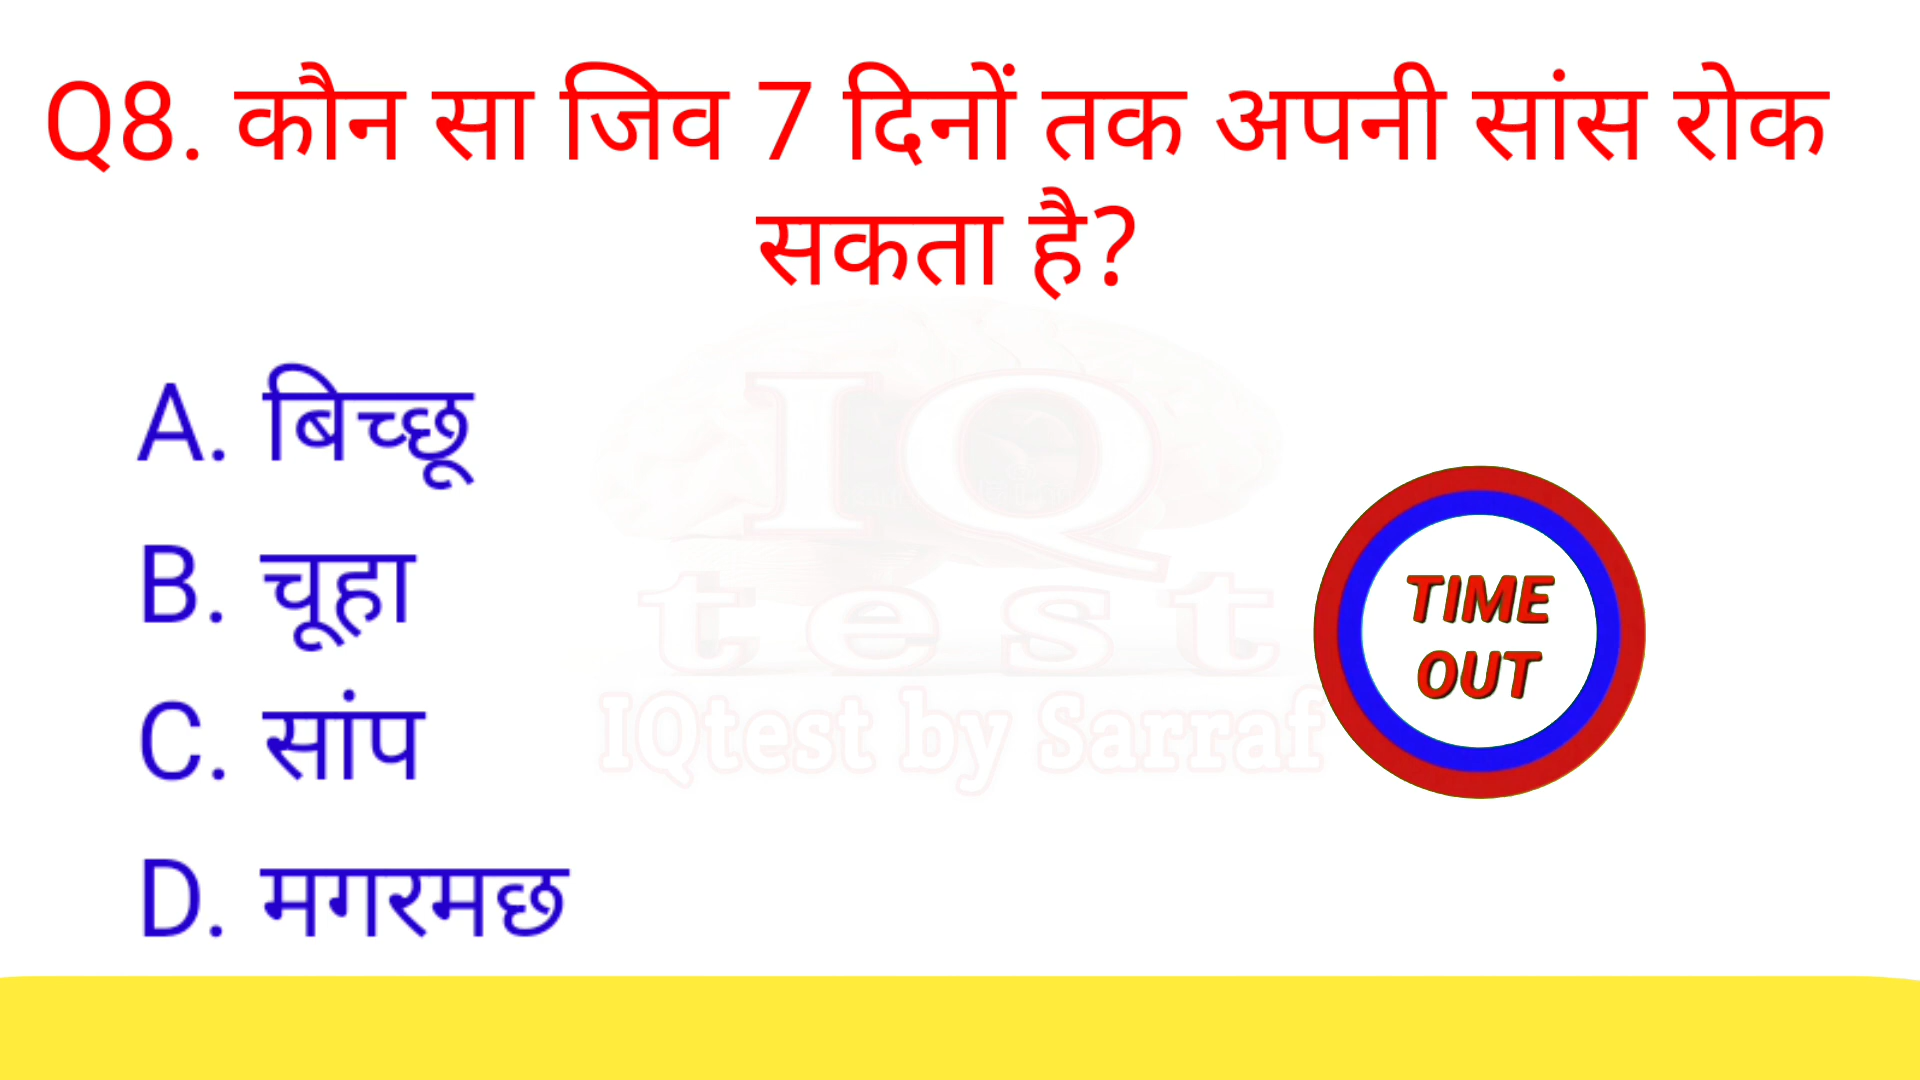 Q8. कौन सा जिव 7 दिनों तक अपनी सांस रोक
सकता है?
A. बिच्छू
B. चूहा
C. सांप
D. मगरमछ
TIME
OUT
IQ
test
IQtest by Sarraf